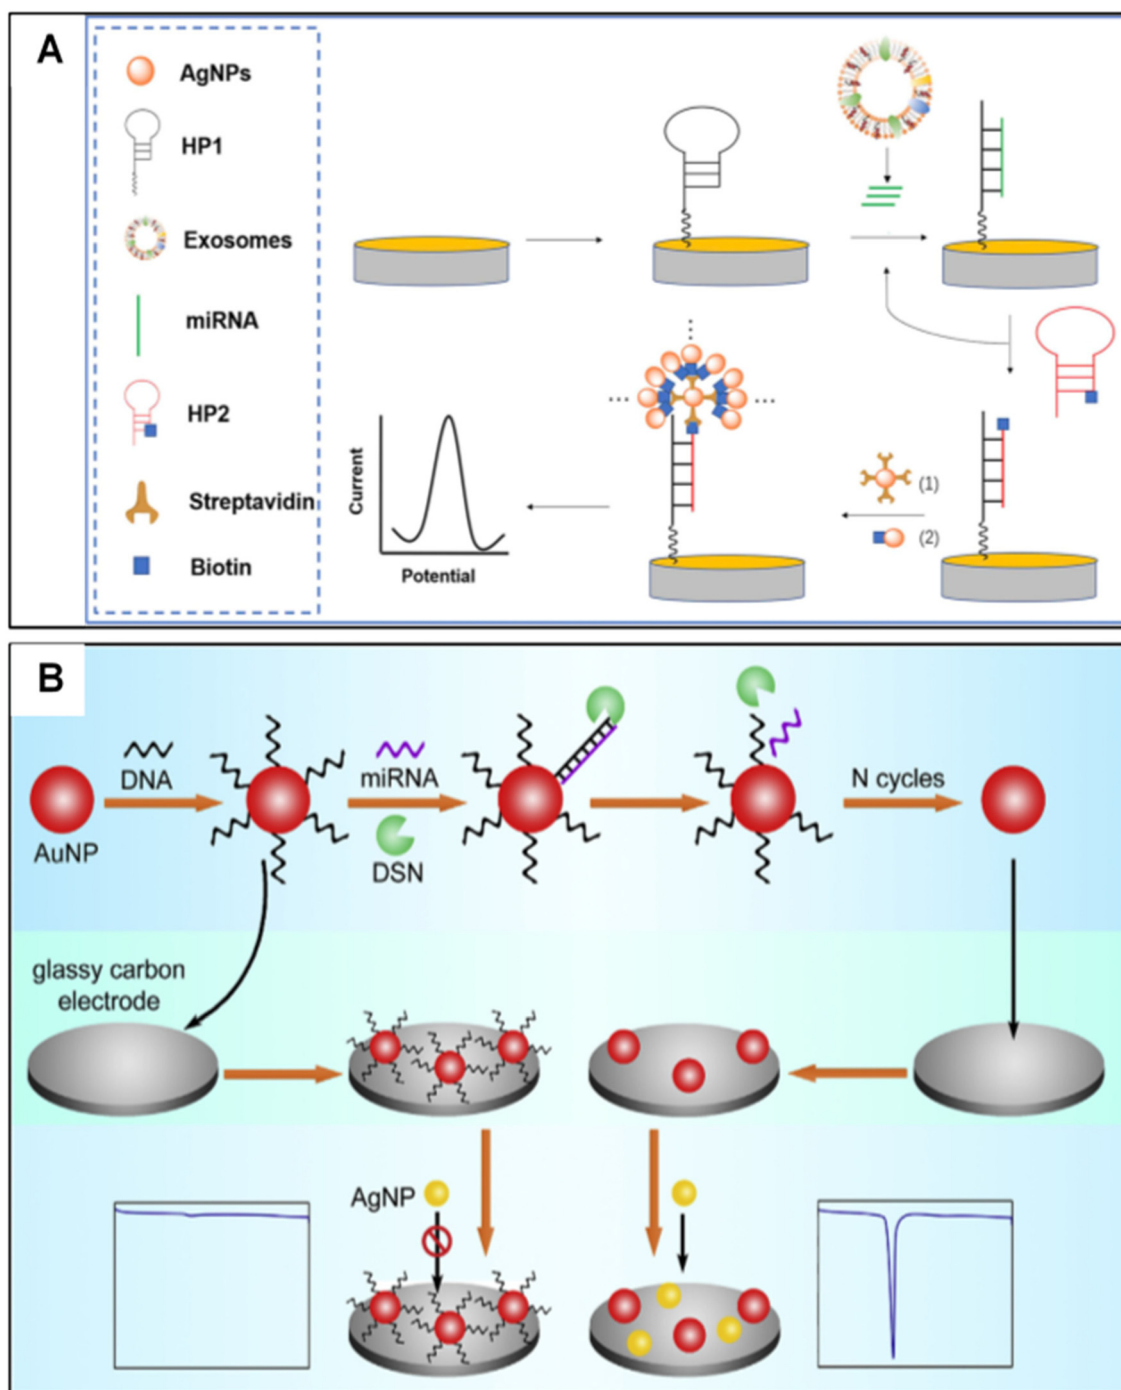 A
AgNPs
HP1
Exosomes
miRNA
HP2
Streptavidin
Biotin
Current
Potential
(1)
(2)
B
DNA
AuNP
miRNA
DSN
N cycles
glassy carbon
electrode
AgNP